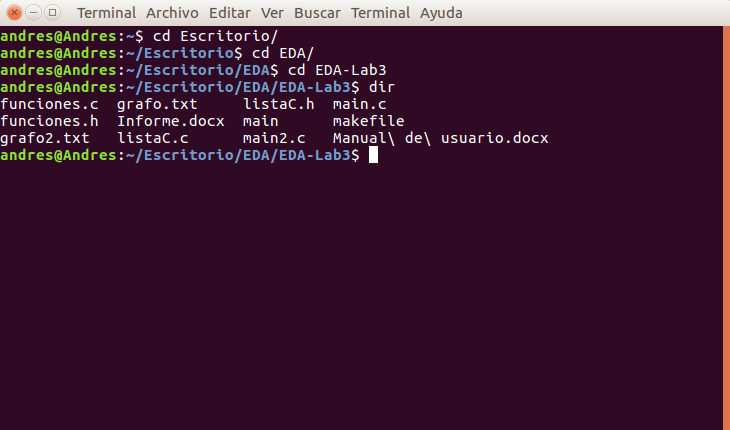 Terminal Archivo Editar Ver Buscar Terminal Ayuda
andres@Andres:~$ cd Escritorio/
andres@Andres:~/Escritorio$ cd EDA/
andres@Andres:~/Escritorio/EDA$ cd EDA-Lab3
andres@Andres:~/Escritorio/EDA/EDA-Lab3$ dir
funciones.c  grafo.txt     listaC.h  main.c
funciones.h  Informe.docx  main      makefile
grafo2.txt   listaC.c      main2.c   Manual\ de\ usuario.docx
andres@Andres:~/Escritorio/EDA/EDA-Lab3$